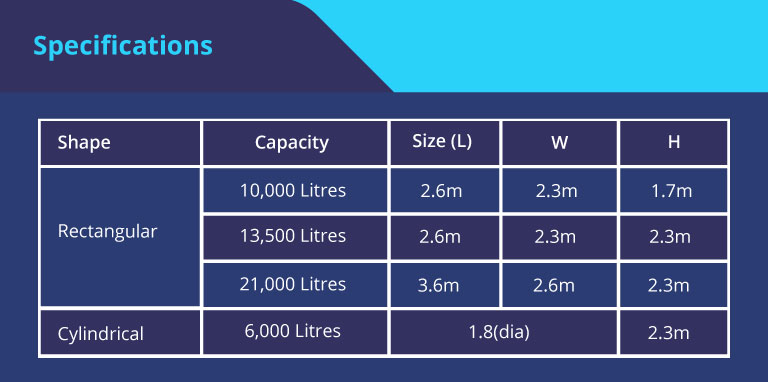 Specifications
Shape Capacity Size (L) W H
Rectangular
10,000 Litres 2.6m 2.3m 1.7m
13,500 Litres 2.6m 2.3m 2.3m
21,000 Litres 3.6m 2.6m 2.3m
Cylindrical 6,000 Litres 1.8(dia) 2.3m